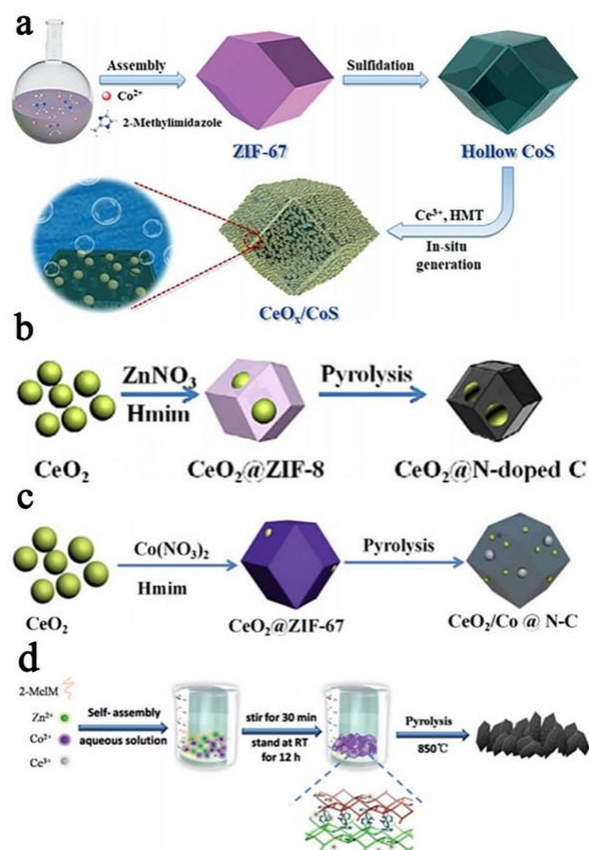 a
Assembly
Co²⁺
2-Methylimidazole
ZIF-67
Sulfidation
Hollow CoS
Ce³⁺, HMT
In-situ
generation
CeOₓ/CoS
b
CeO₂
ZnNO₃
Hmim
CeO₂@ZIF-8
Pyrolysis
CeO₂@N-doped C
c
CeO₂
Co(NO₃)₂
Hmim
CeO₂@ZIF-67
Pyrolysis
CeO₂/Co @ N-C
d
2-MeIM
Zn²⁺
Co²⁺
Ce³⁺
Self- assembly
aqueous solution
stir for 30 min
stand at RT
for 12 h
Pyrolysis
850℃